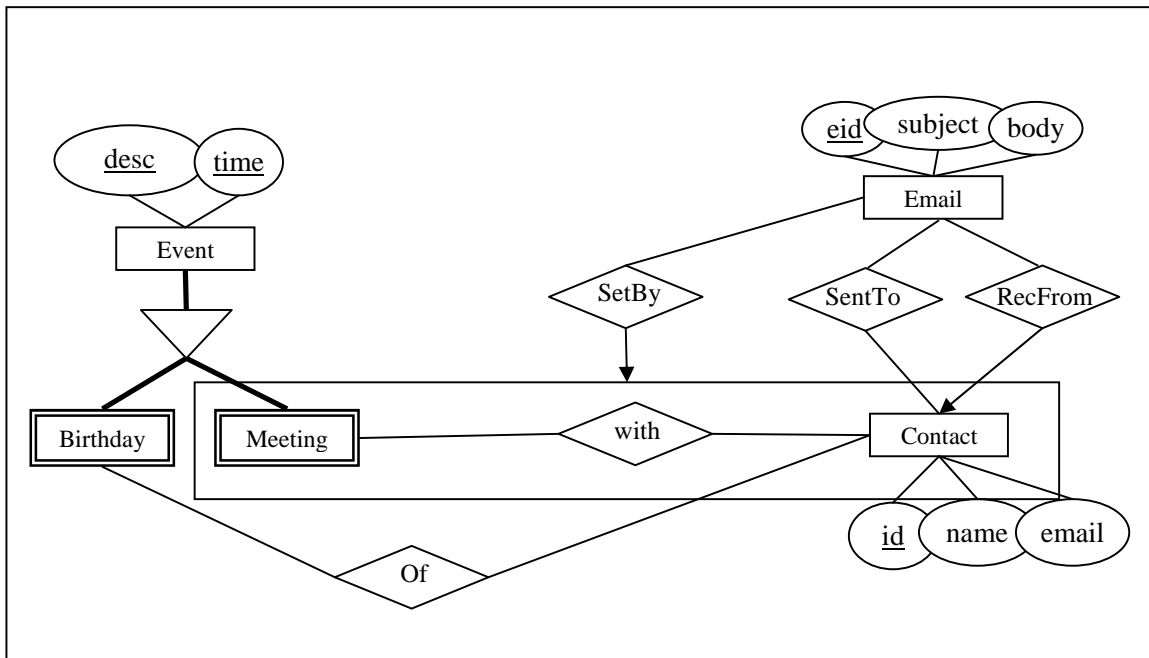 desc
time
eid
subject
body
Event
Email
SetBy
SentTo
RecFrom
Birthday
Meeting
with
Contact
id
name
email
Of